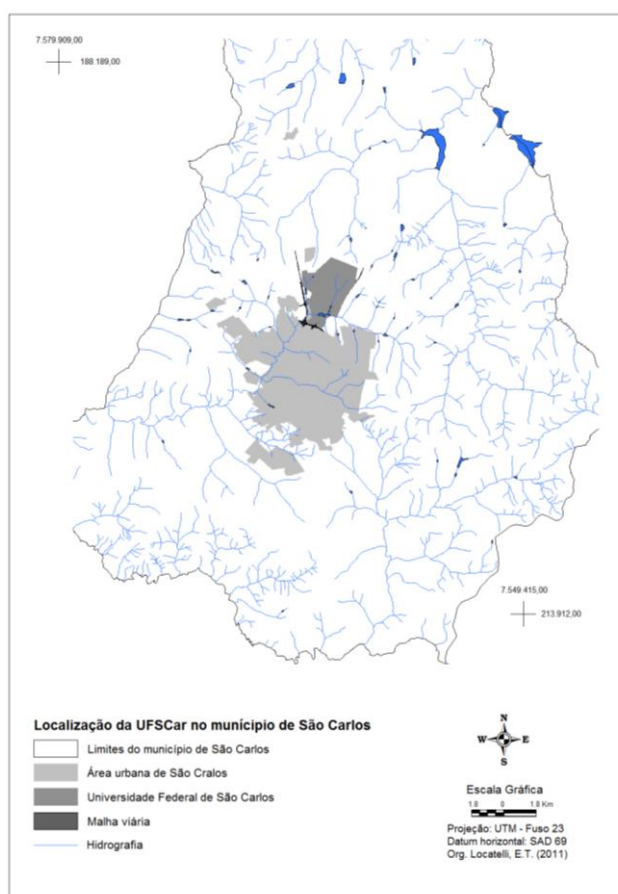 7.579.909,00
188.189,00
7.549.415,00
213.912,00
Localização da UFSCar no munícipio de São Carlos
Limites do município de São Carlos
Área urbana de São Cralos
Universidade Federal de São Carlos
Malha viária
Hidrografia
N
W E
S
Escala Gráfica
1.8 0 1.8 Km
Projeção: UTM - Fuso 23
Datum horizontal: SAD 69
Org. Locatelli, E.T. (2011)